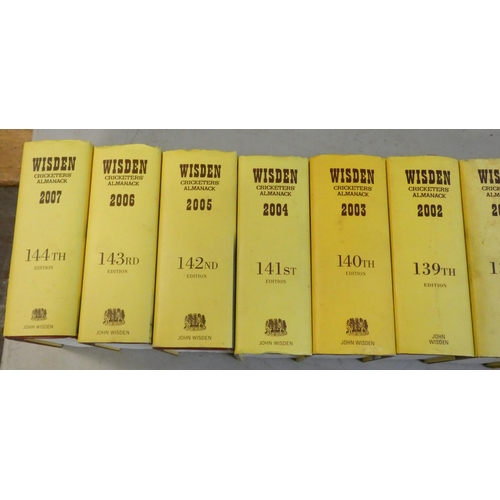 WISDEN
CRICKETERS'
ALMANACK
2007
144TH
EDITION
JOHN WISDEN
WISDEN
CRICKETERS'
ALMANACK
2006
143RD
EDITION
JOHN WISDEN
WISDEN
CRICKETERS'
ALMANACK
2005
142ND
EDITION
JOHN WISDEN
WISDEN
CRICKETERS'
ALMANACK
2004
141ST
EDITION
JOHN WISDEN
WISDEN
CRICKETERS'
ALMANACK
2003
140TH
EDITION
JOHN WISDEN
WISDEN
CRICKETERS'
ALMANACK
2002
139TH
EDITION
JOHN
WISDEN